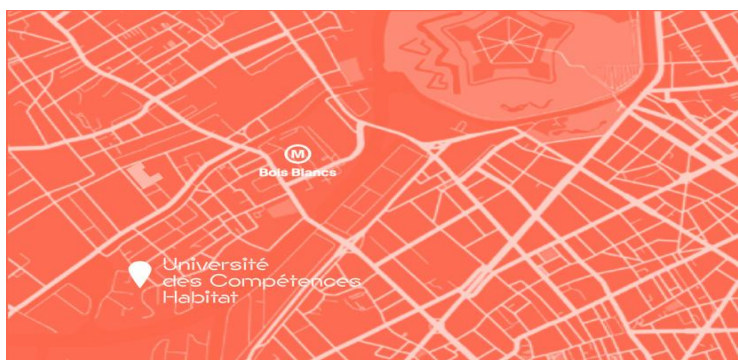 M
Bois Blancs
Université
des Compétences
Habitat